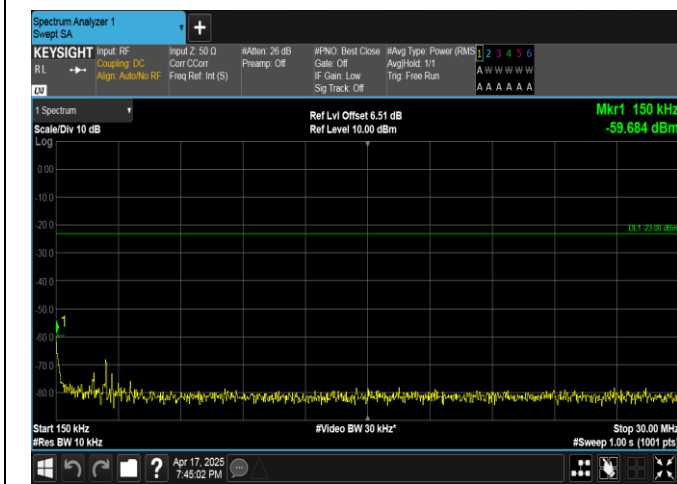 Spectrum Analyzer 1
Swept SA
+
KEYSIGHT
RL
LXI
Input: RF
Coupling: DC
Align: Auto/No RF
Input Z: 50 Ω
Corr CCorr
Freq Ref: Int (S)
#Atten: 26 dB
Preamp: Off
#PNO: Best Close
Gate: Off
IF Gain: Low
Sig Track: Off
#Avg Type: Power (RMS
Avg|Hold: 1/1
Trig: Free Run
1 2 3 4 5 6
A W W W W W
A A A A A A
1 Spectrum
Scale/Div 10 dB
Log
Ref Lvl Offset 6.51 dB
Ref Level 10.00 dBm
Mkr1 150 kHz
-59.684 dBm
0.00
-10.0
-20.0
DL1 -23.00 dBm
-30.0
-40.0
-50.0
1
-60.0
-70.0
-80.0
Start 150 kHz
#Res BW 10 kHz
#Video BW 30 kHz*
Stop 30.00 MHz
#Sweep 1.00 s (1001 pts)
?
Apr 17, 2025
7:45:02 PM